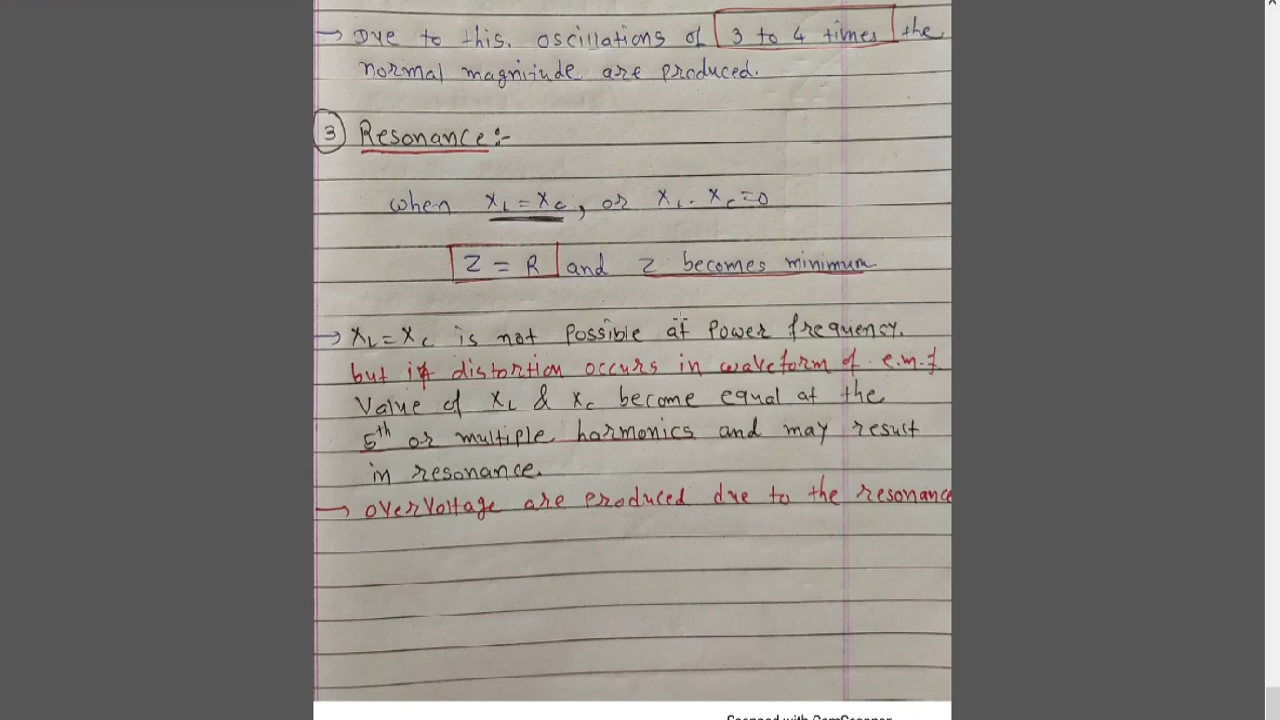 → Due to this. oscillations of 3 to 4 times the
normal magnitude are produced.
3 Resonance:-
when XL = XC, or XL - XC = 0
Z = R and Z becomes minimum
→ XL = XC is not possible at power frequency.
but if distortion occurs in waveform of e.m.f
Value of XL & XC become equal at the
5th or multiple harmonics and may result
in resonance.
→ overvoltage are produced due to the resonance